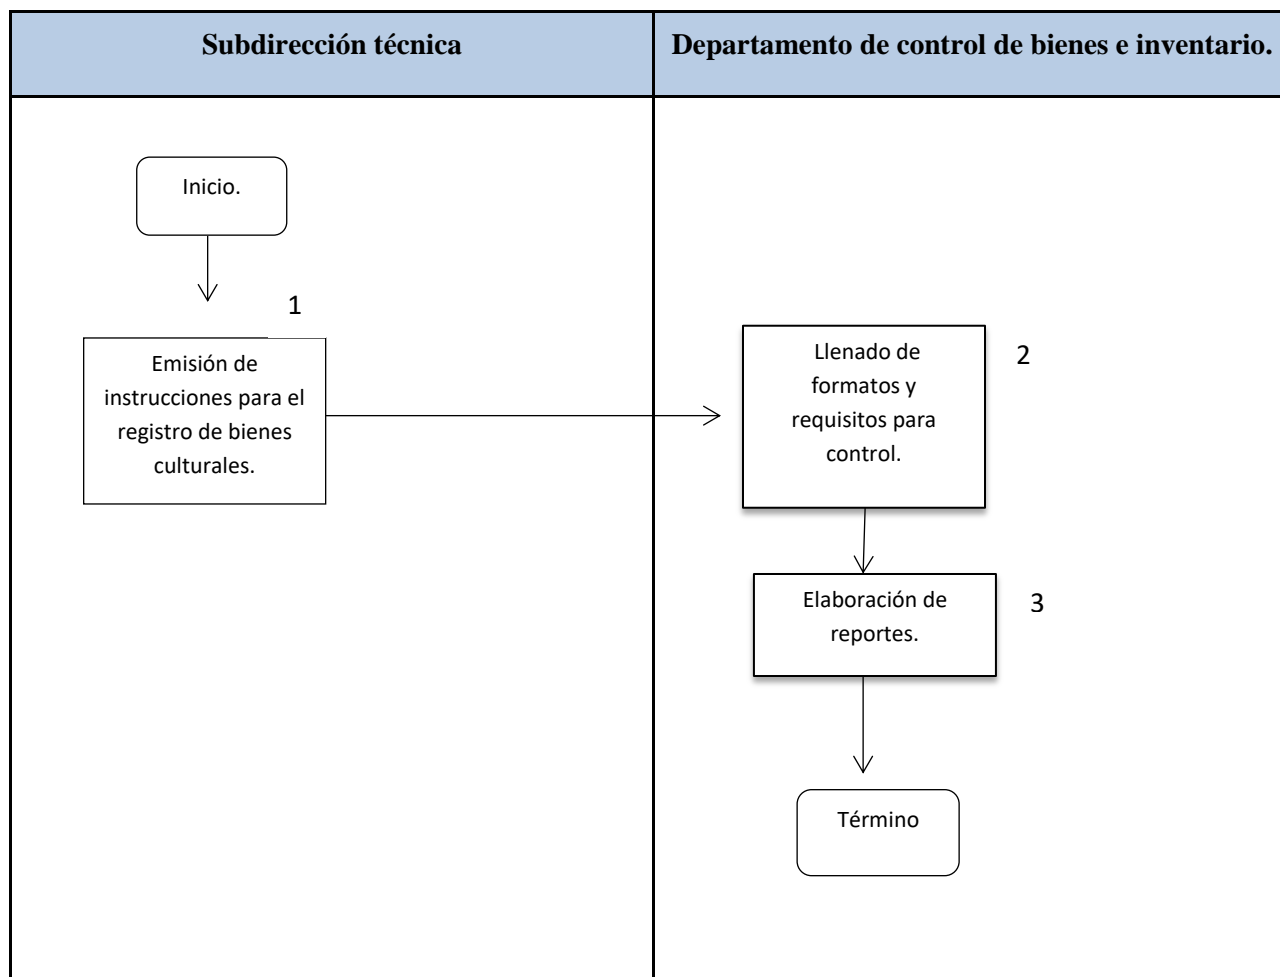 Subdirección técnica
Departamento de control de bienes e inventario.
Inicio.
1
Emisión de
instrucciones para el
registro de bienes
culturales.
Llenado de
formatos y
requisitos para
control.
2
Elaboración de
reportes.
3
Término